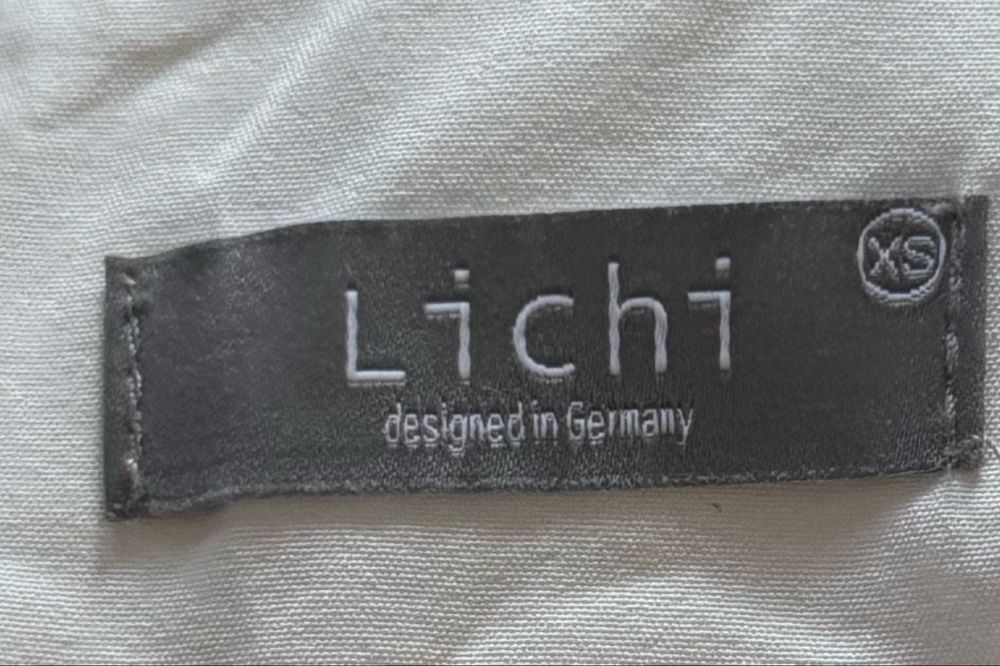 XS
Lichi
designed in Germany